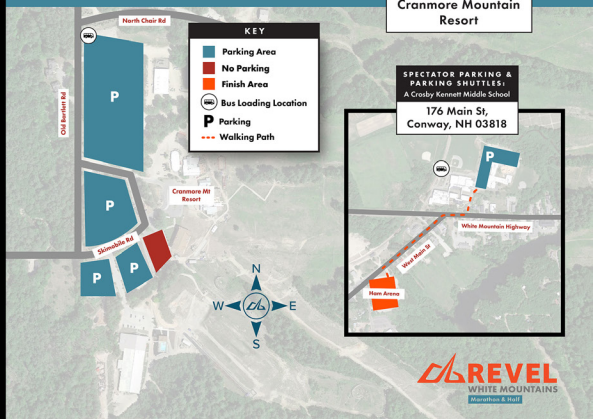 Cranmore Mountain
Resort
North Chair Rd
KEY
Parking Area
No Parking
Finish Area
Bus Loading Location
P Parking
Walking Path
P
Old Bartlett Rd
P
Cranmore Mt
Resort
Skimobile Rd
P
P
N
W
E
S
SPECTATOR PARKING &
PARKING SHUTTLES:
A Crosby Kennett Middle School
176 Main St,
Conway, NH 03818
P
White Mountain Highway
West Main St
Ham Arena
REVEL
WHITE MOUNTAINS
Marathon & Half